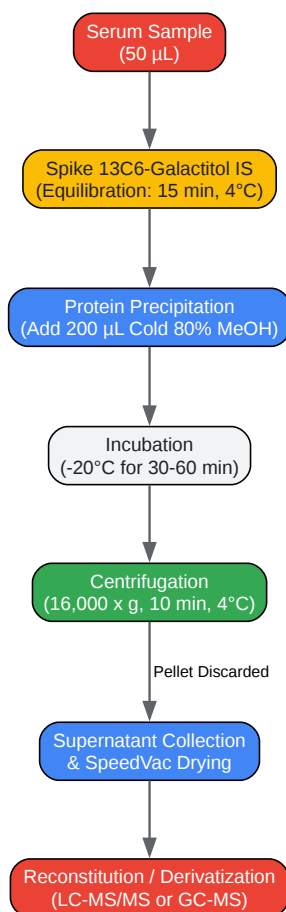 Serum Sample
(50 µL)
Spike 13C6-Galactitol IS
(Equilibration: 15 min, 4°C)
Protein Precipitation
(Add 200 µL Cold 80% MeOH)
Incubation
(-20°C for 30-60 min)
Centrifugation
(16,000 x g, 10 min, 4°C)
Pellet Discarded
Supernatant Collection
& SpeedVac Drying
Reconstitution / Derivatization
(LC-MS/MS or GC-MS)